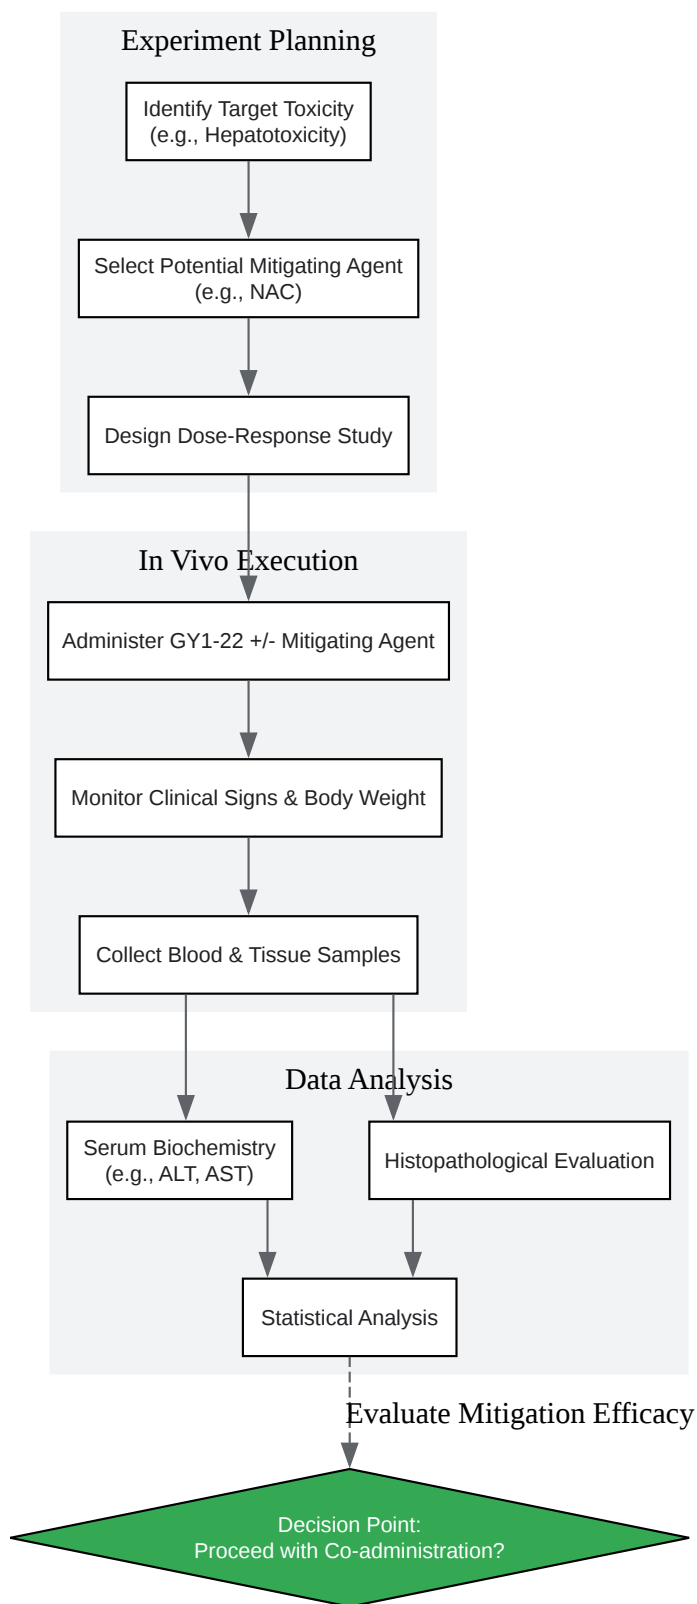 Experiment Planning
Identify Target Toxicity
(e.g., Hepatotoxicity)
Select Potential Mitigating Agent
(e.g., NAC)
Design Dose-Response Study
In Vivo Execution
Administer GY1-22 +/- Mitigating Agent
Monitor Clinical Signs & Body Weight
Collect Blood & Tissue Samples
Data Analysis
Serum Biochemistry
(e.g., ALT, AST)
Histopathological Evaluation
Statistical Analysis
Evaluate Mitigation Efficacy
Decision Point:
Proceed with Co-administration?